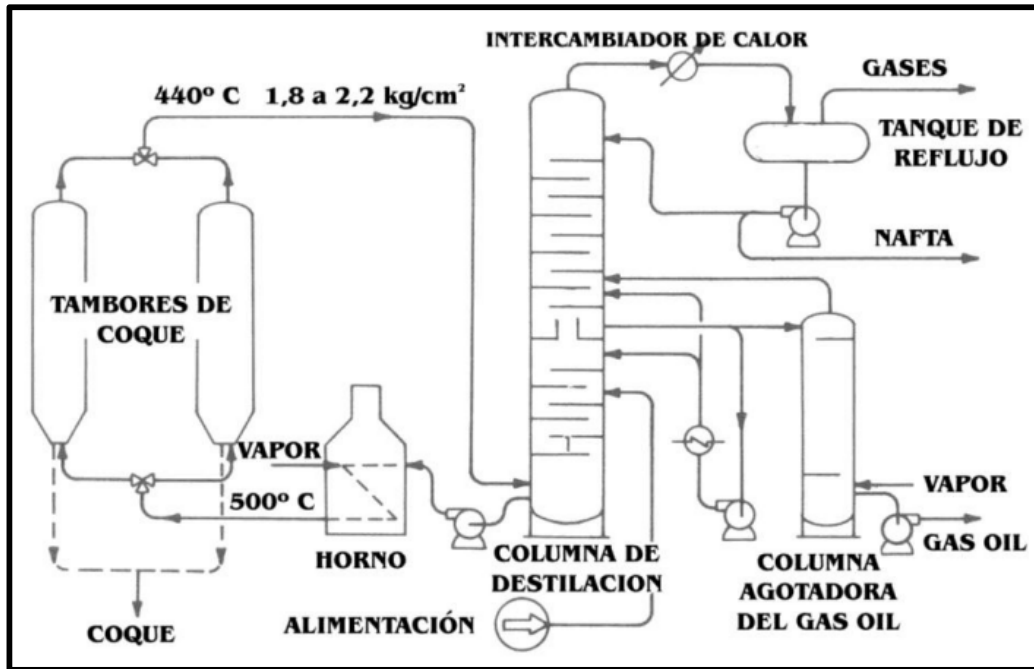 INTERCAMBIADOR DE CALOR
GASES
440º C 1,8 a 2,2 kg/cm²
TANQUE DE
REFLUJO
NAFTA
TAMBORES DE
COQUE
VAPOR
500º C
HORNO
VAPOR
GAS OIL
COLUMNA DE
DESTILACION
COLUMNA
AGOTADORA
DEL GAS OIL
ALIMENTACIÓN
COQUE